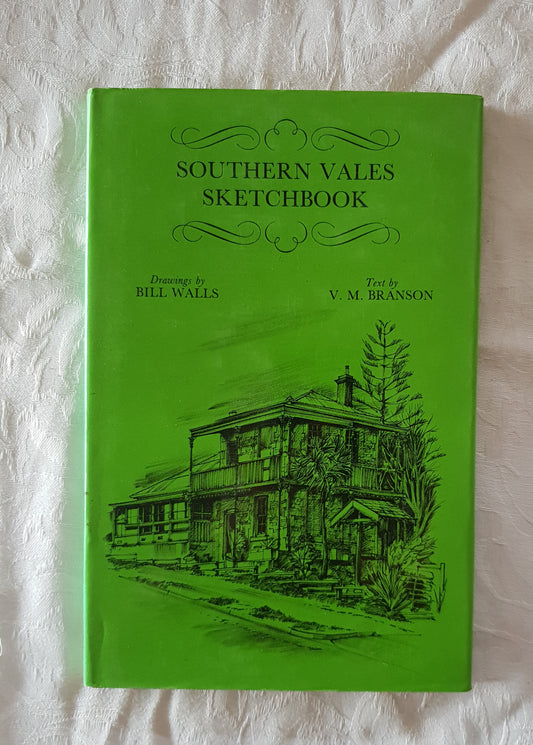 SOUTHERN VALES
SKETCHBOOK
Drawings by
BILL WALLS
Text by
V. M. BRANSON